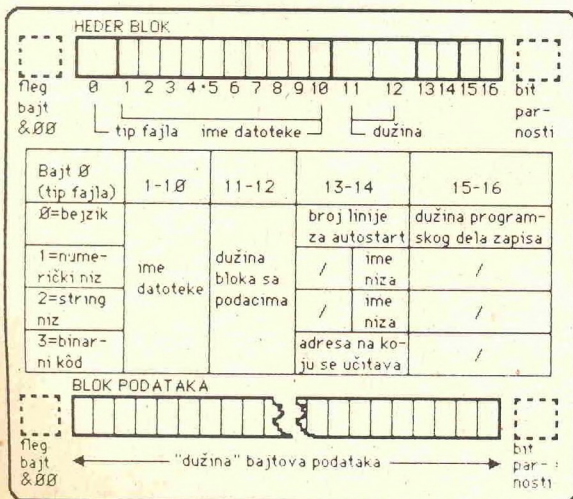 HEDER BLOK
0 1 2 3 4 5 6 7 8 9 10 11 12 13 14 15 16
fleg
bajt
&00
tip fajla ime datoteke dužina
bit
par-
nosti
Bajt 0
(tip fajla)
1-10
11-12
13-14
15-16
0=bejzik
1=nume-
rički niz
2=string
niz
3=binar-
ni kôd
ime
datoteke
dužina
bloka sa
podacima
broj linije
za autostart
dužina program-
skog dela zapisa
/ ime
niza
/
/ ime
niza
/
adresa na ko-
ju se učitava
/
BLOK PODATAKA
fleg
bajt
&00
"dužina" bajtova podataka
bit
par-
nosti